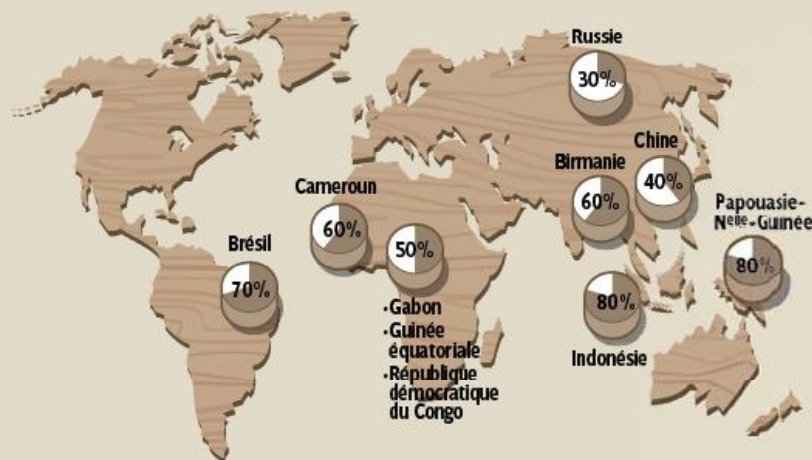 Russie
30%
Chine
40%
Birmanie
60%
Papouasie-
Nelle-Guinée
80%
Cameroun
60%
50%
·Gabon
·Guinée
équatoriale
·République
démocratique
du Congo
Brésil
70%
80%
Indonésie